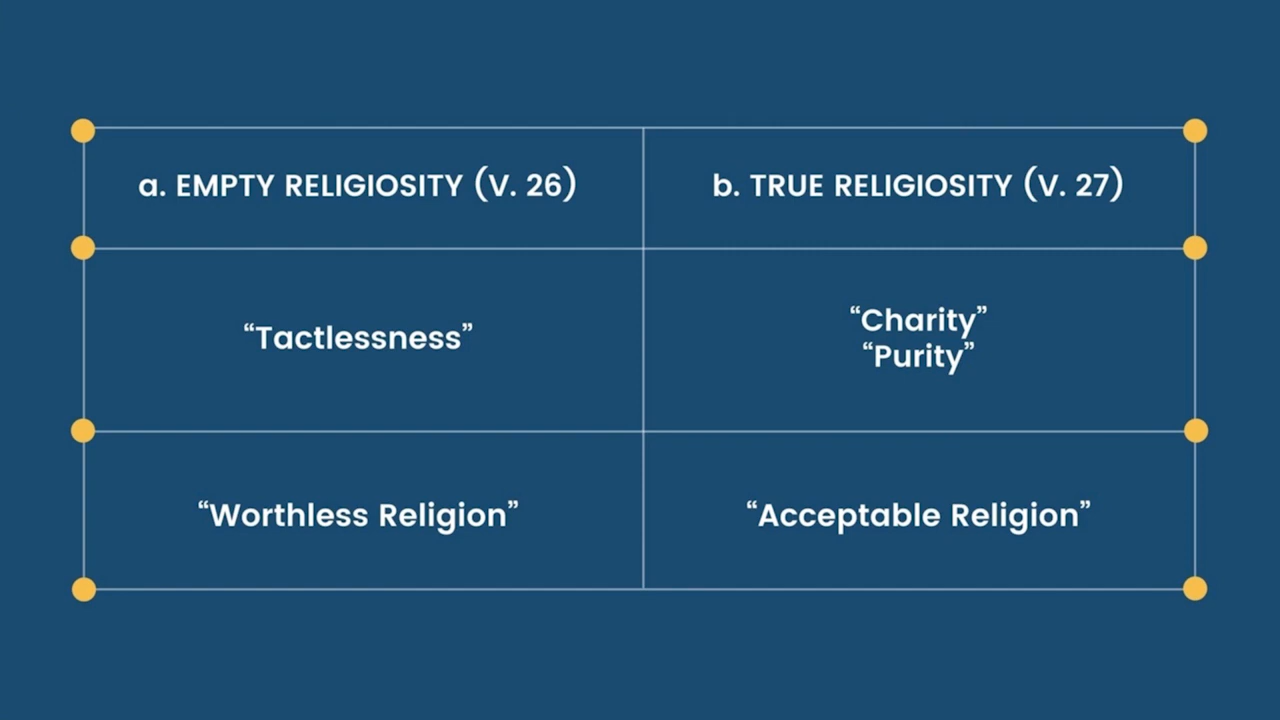 a. EMPTY RELIGIOSITY (V. 26)
b. TRUE RELIGIOSITY (V. 27)
“Tactlessness”
“Charity”
“Purity”
“Worthless Religion”
“Acceptable Religion”